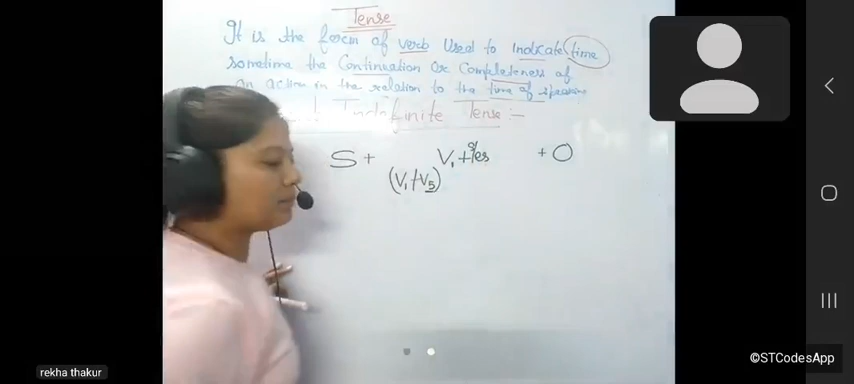 Tense
It is the form of verb Used to indicate time
sometime the Continuation Or Completeness of
an action in the relation to the time of speaking
Indefinite Tense :-
S + V1 + s/es + O
(V1/V5)
rekha thakur
©STCodesApp